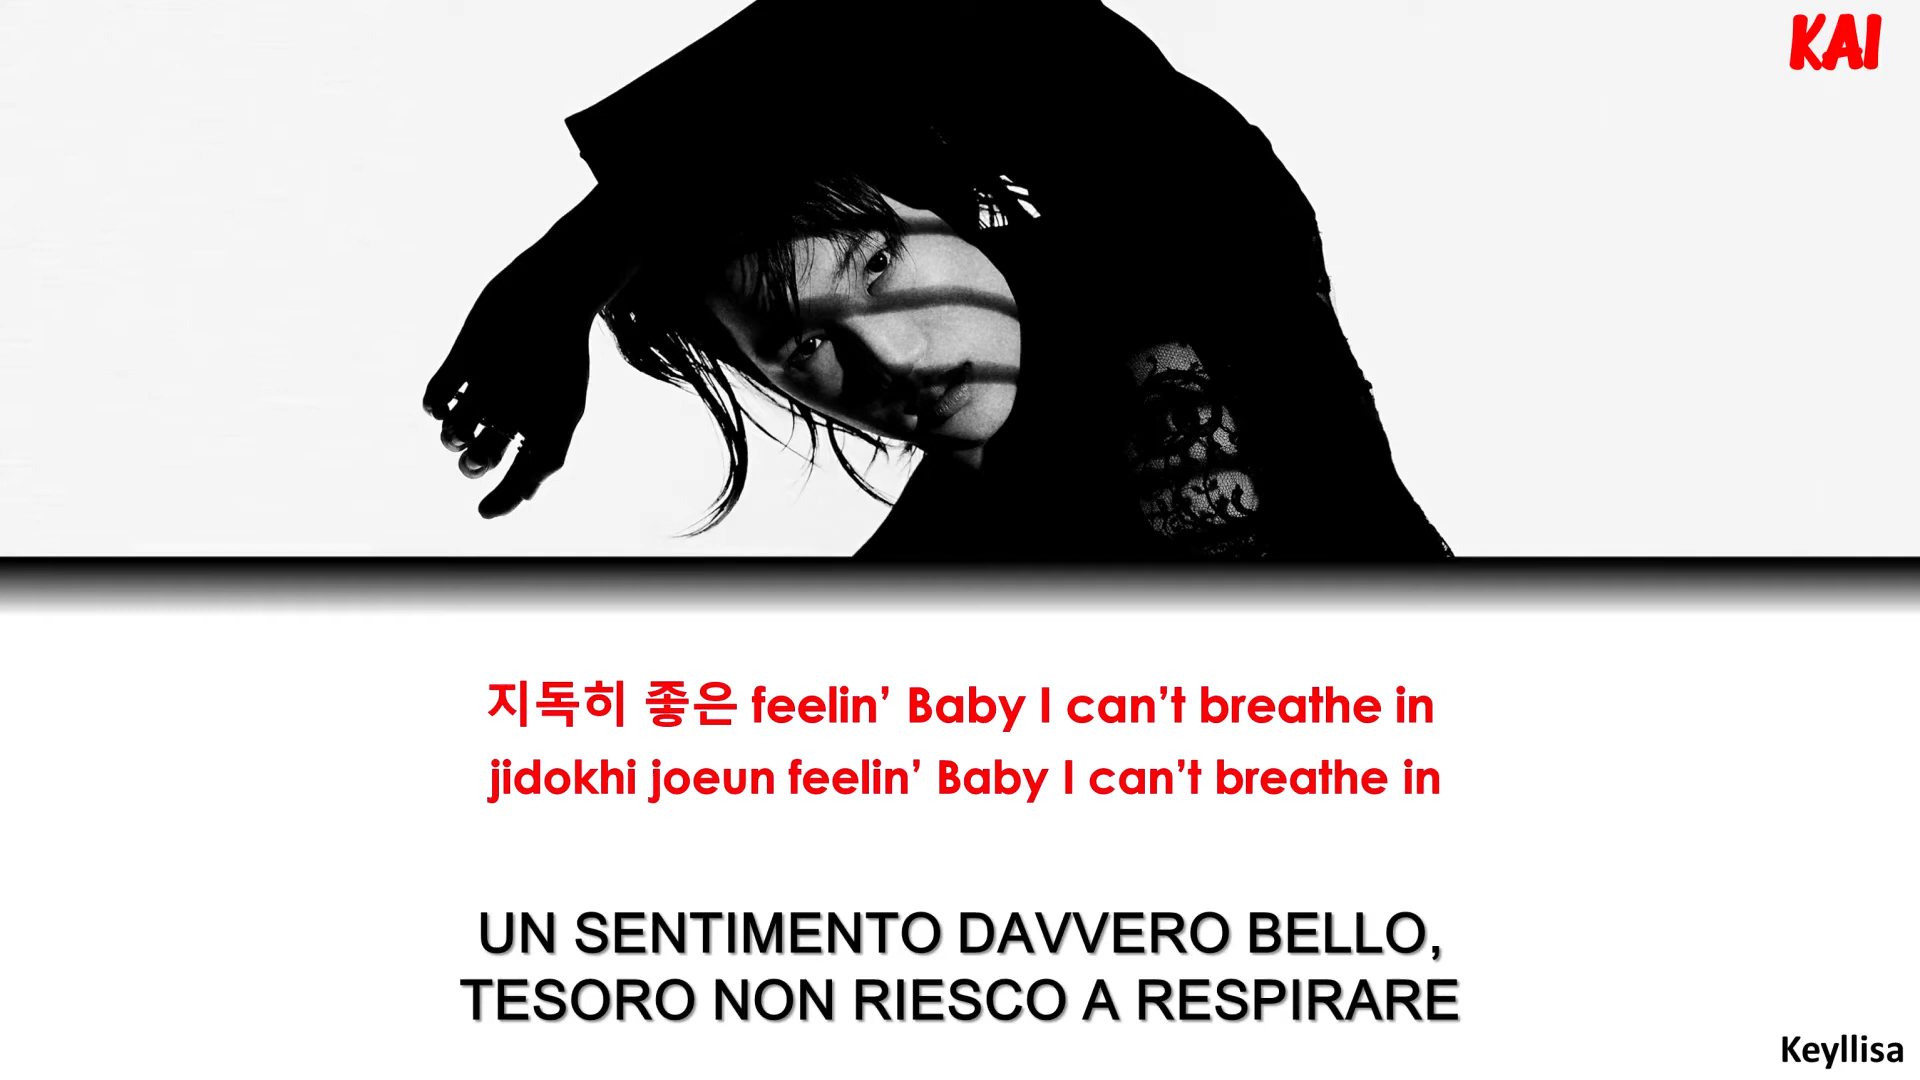 KAI
지독히 좋은 feelin’ Baby I can’t breathe in
jidokhi joeun feelin’ Baby I can’t breathe in
UN SENTIMENTO DAVVERO BELLO,
TESORO NON RIESCO A RESPIRARE
Keyllisa